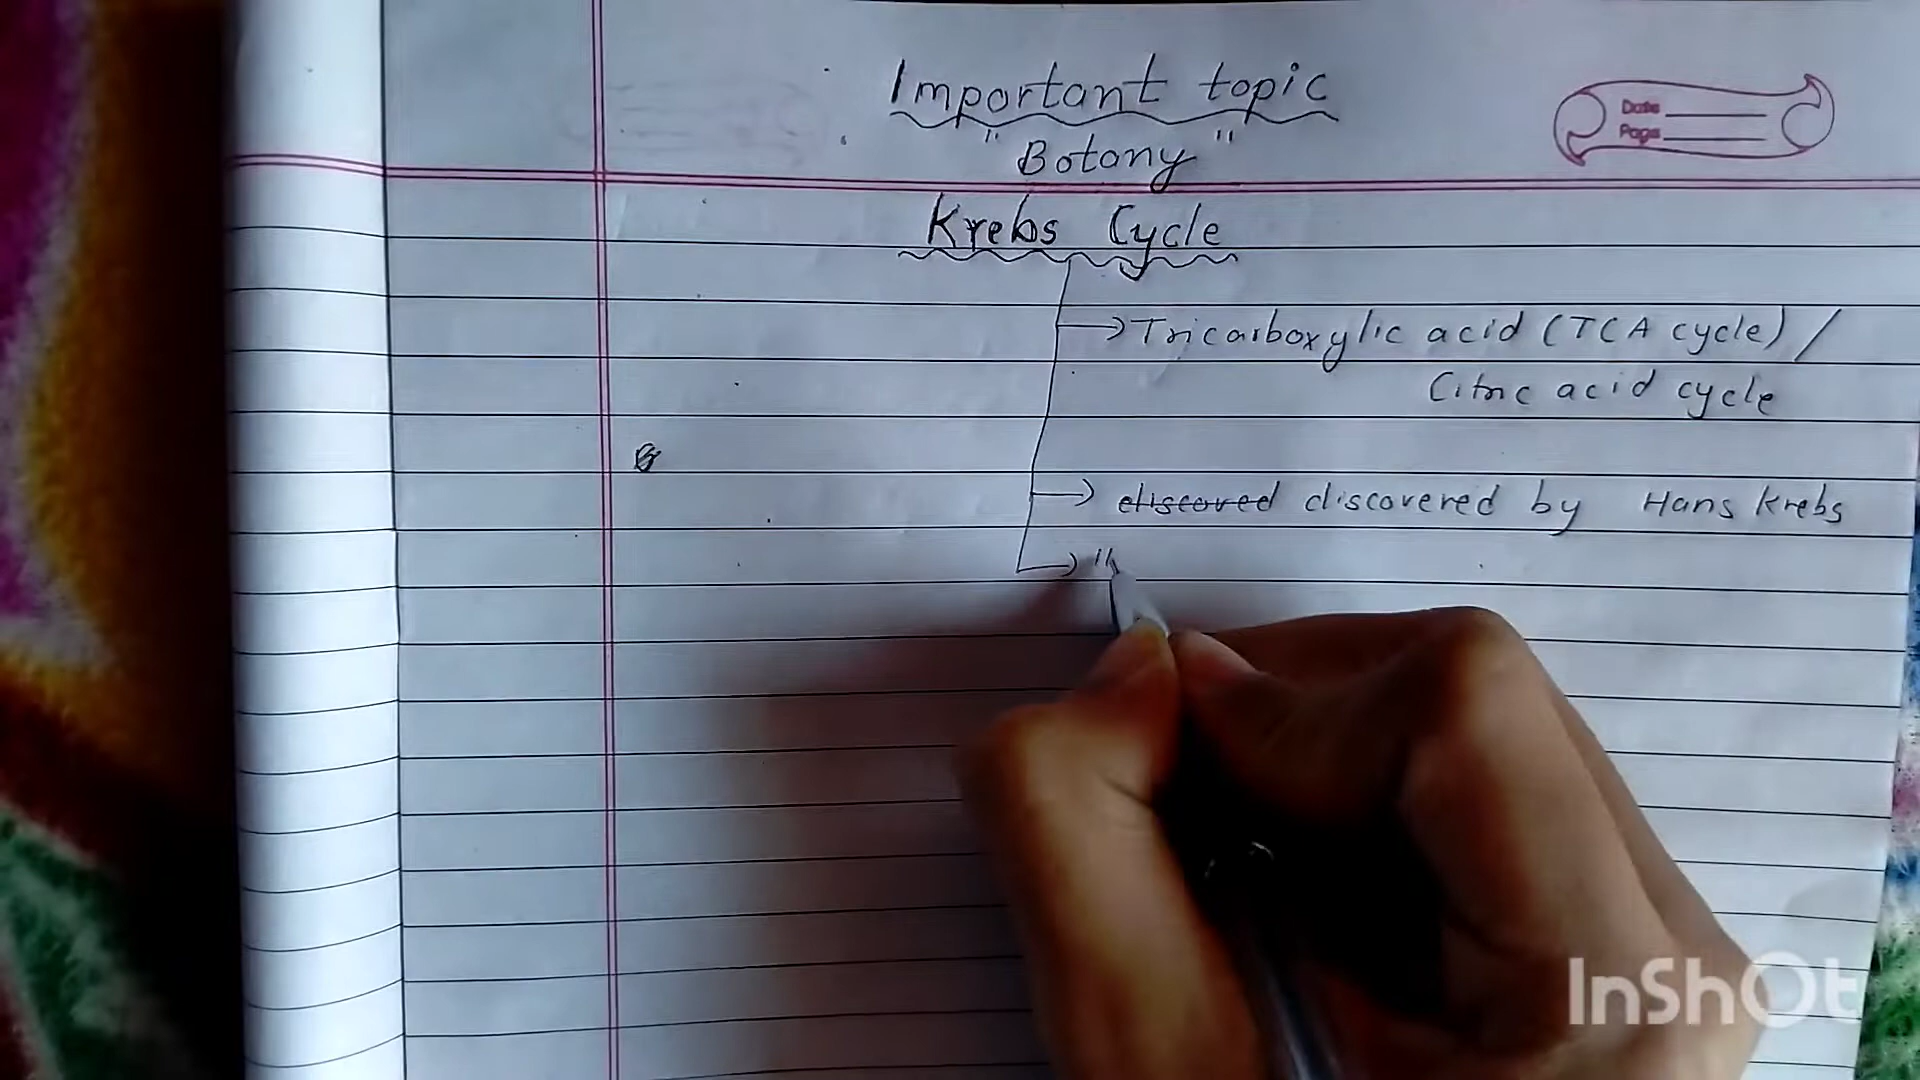 Important topic
"Botany"
Date
Page
Krebs Cycle
→ Tricarboxylic acid (TCA cycle) /
Citric acid cycle
→ discoved discovered by Hans Krebs
→
InShOt